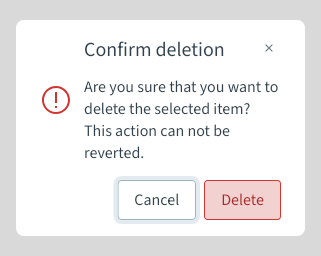 Confirm deletion
Are you sure that you want to
delete the selected item?
This action can not be
reverted.
Cancel
Delete